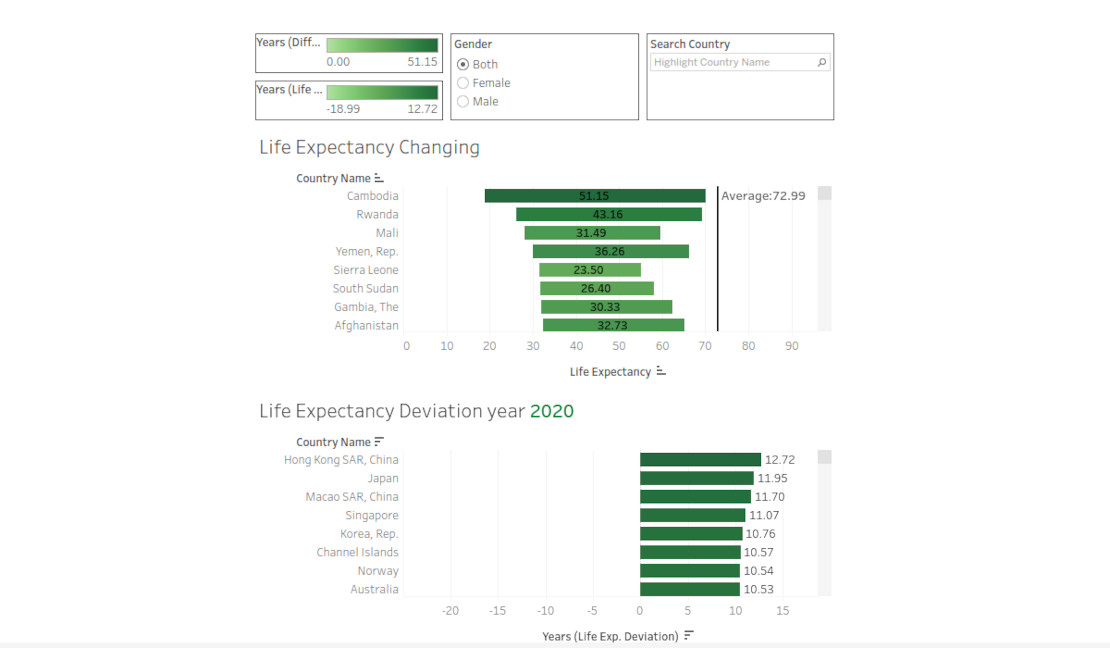 Years (Diff...
0.00 51.15
Years (Life ...
-18.99 12.72
Gender
Both
Female
Male
Search Country
Highlight Country Name
Life Expectancy Changing
Country Name
Cambodia 51.15 Average:72.99
Rwanda 43.16
Mali 31.49
Yemen, Rep. 36.26
Sierra Leone 23.50
South Sudan 26.40
Gambia, The 30.33
Afghanistan 32.73
0 10 20 30 40 50 60 70 80 90
Life Expectancy
Life Expectancy Deviation year 2020
Country Name
Hong Kong SAR, China 12.72
Japan 11.95
Macao SAR, China 11.70
Singapore 11.07
Korea, Rep. 10.76
Channel Islands 10.57
Norway 10.54
Australia 10.53
-20 -15 -10 -5 0 5 10 15
Years (Life Exp. Deviation)